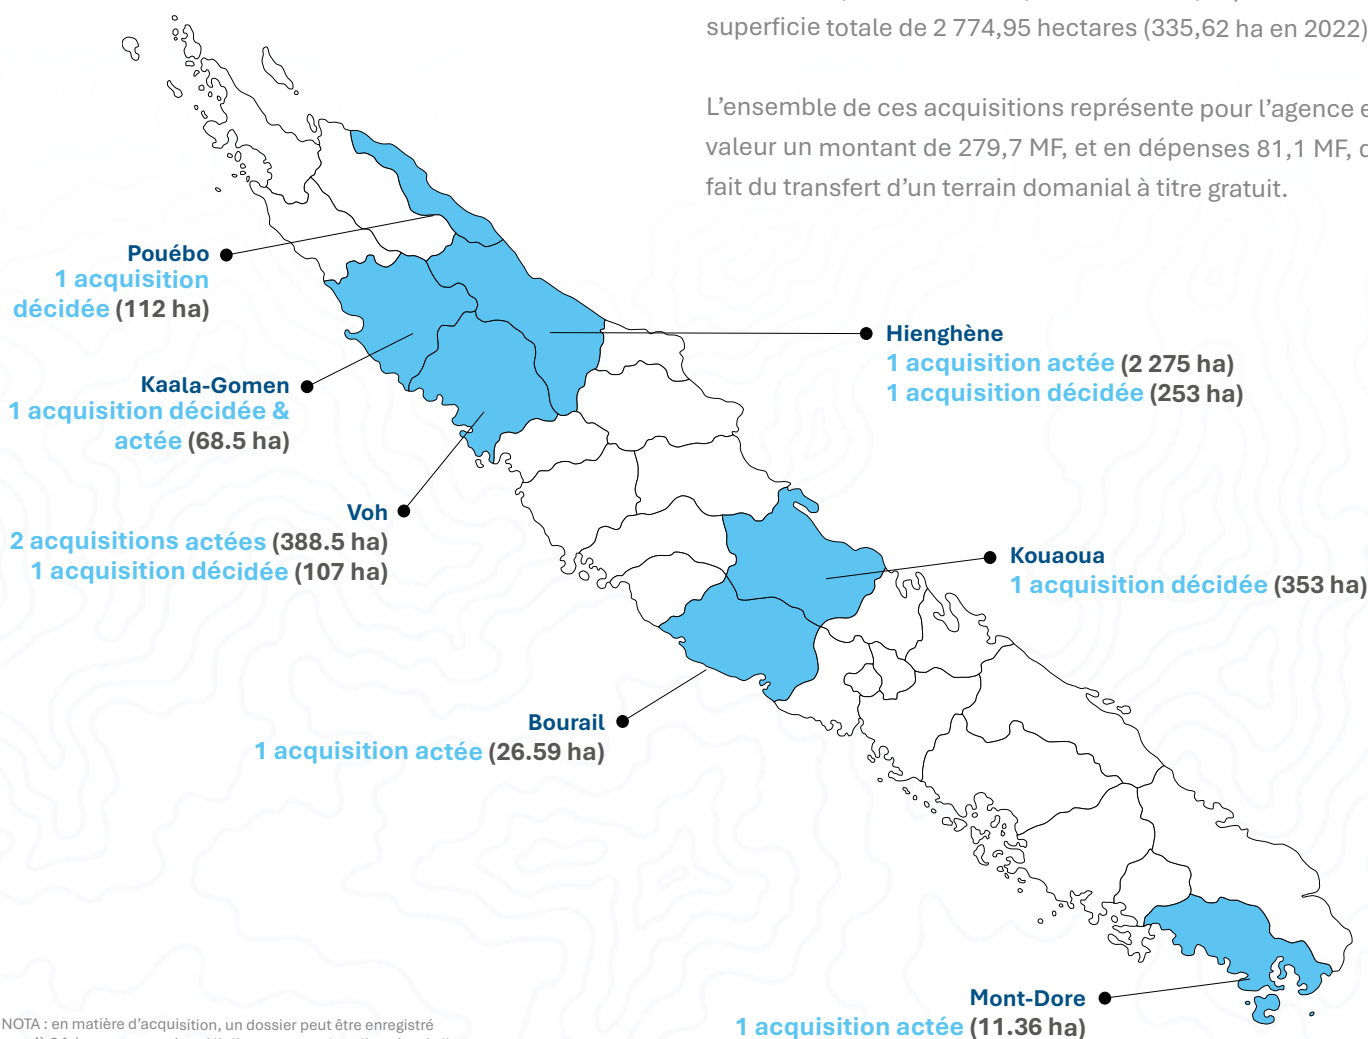 superficie totale de 2 774,95 hectares (335,62 ha en 2022)
L’ensemble de ces acquisitions représente pour l’agence
valeur un montant de 279,7 MF, et en dépenses 81,1 MF,
fait du transfert d’un terrain domanial à titre gratuit.
Pouébo
1 acquisition
décidée (112 ha)
Hienghène
1 acquisition actée (2 275 ha)
1 acquisition décidée (253 ha)
Kaala-Gomen
1 acquisition décidée &
actée (68.5 ha)
Voh
2 acquisitions actées (388.5 ha)
1 acquisition décidée (107 ha)
Kouaoua
1 acquisition décidée (353 ha)
Bourail
1 acquisition actée (26.59 ha)
Mont-Dore
1 acquisition actée (11.36 ha)
NOTA : en matière d’acquisition, un dossier peut être enregistré